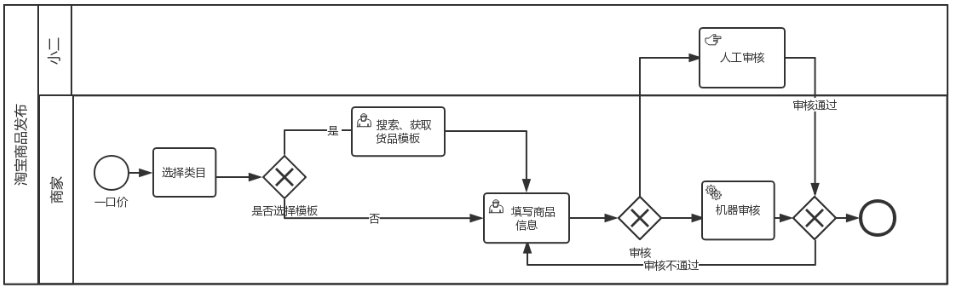 淘宝商品发布
小二
人工审核
审核通过
商家
一口价
选择类目
是否选择模板
是
搜索、获取
货品模板
否
填写商品
信息
审核
机器审核
审核不通过